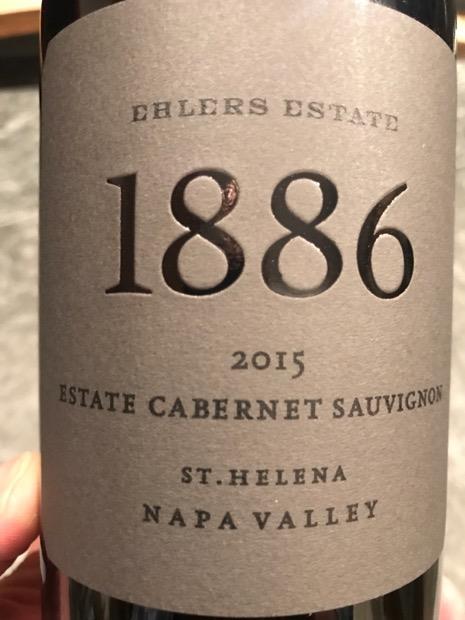 EHLERS ESTATE
1886
2015
ESTATE CABERNET SAUVIGNON
ST. HELENA
NAPA VALLEY